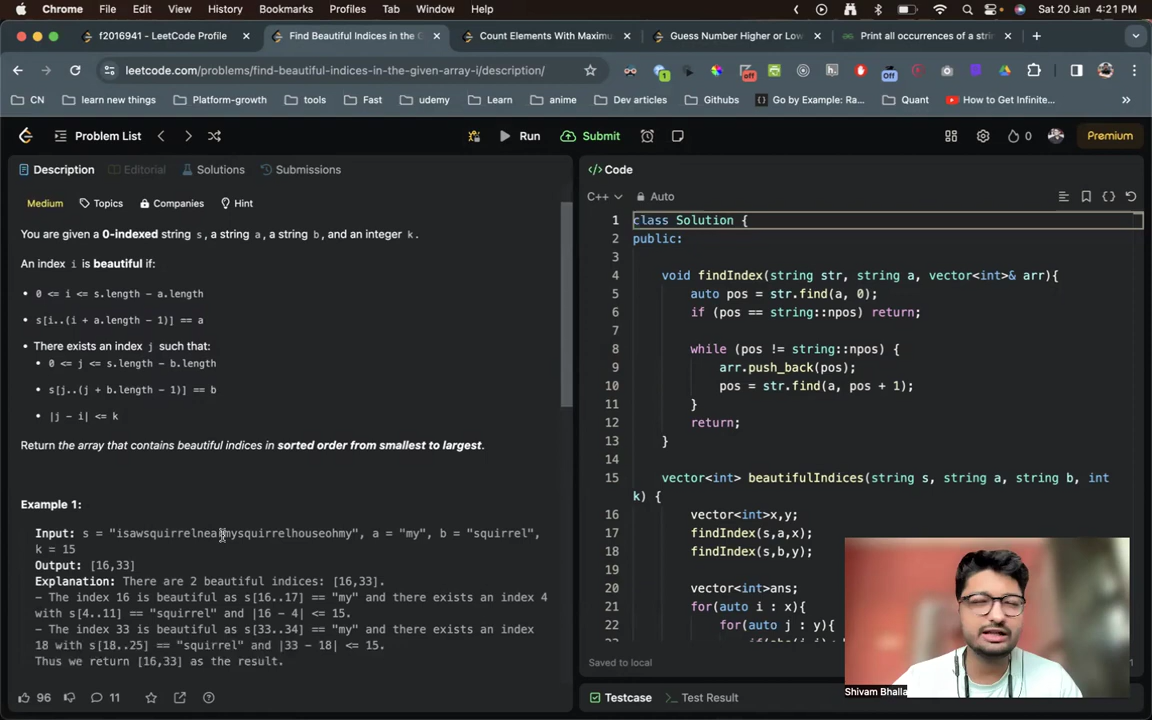 Chrome File Edit View History Bookmarks Profiles Tab Window Help Sat 20 Jan 4:21 PM
f2016941 - LeetCode Profile Find Beautiful Indices in the G Count Elements With Maximu Guess Number Higher or Low Print all occurrences of a strin
leetcode.com/problems/find-beautiful-indices-in-the-given-array-i/description/
CN learn new things Platform-growth tools Fast udemy Learn anime Dev articles Githubs Go by Example: Ra... Quant How to Get Infinite...
Problem List Run Submit 0 Premium
Description Editorial Solutions Submissions
Medium Topics Companies Hint
You are given a 0-indexed string s, a string a, a string b, and an integer k.
An index i is beautiful if:
• 0 <= i <= s.length - a.length
• s[i..(i + a.length - 1)] == a
• There exists an index j such that:
• 0 <= j <= s.length - b.length
• s[j..(j + b.length - 1)] == b
• |j - i| <= k
Return the array that contains beautiful indices in sorted order from smallest to largest.
Example 1:
Input: s = "isawsquirrelnearmysquirrelhouseohmy", a = "my", b = "squirrel",
k = 15
Output: [16,33]
Explanation: There are 2 beautiful indices: [16,33].
- The index 16 is beautiful as s[16..17] == "my" and there exists an index 4
with s[4..11] == "squirrel" and |16 - 4| <= 15.
- The index 33 is beautiful as s[33..34] == "my" and there exists an index
18 with s[18..25] == "squirrel" and |33 - 18| <= 15.
Thus we return [16,33] as the result.
96 11
</> Code
C++ Auto
1 class Solution {
2 public:
3
4 void findIndex(string str, string a, vector<int>& arr){
5 auto pos = str.find(a, 0);
6 if (pos == string::npos) return;
7
8 while (pos != string::npos) {
9 arr.push_back(pos);
10 pos = str.find(a, pos + 1);
11 }
12 return;
13 }
14
15 vector<int> beautifulIndices(string s, string a, string b, int
k) {
16 vector<int>x,y;
17 findIndex(s,a,x);
18 findIndex(s,b,y);
19
20 vector<int>ans;
21 for(auto i : x){
22 for(auto j : y){
Saved to local
Testcase Test Result
Shivam Bhalla